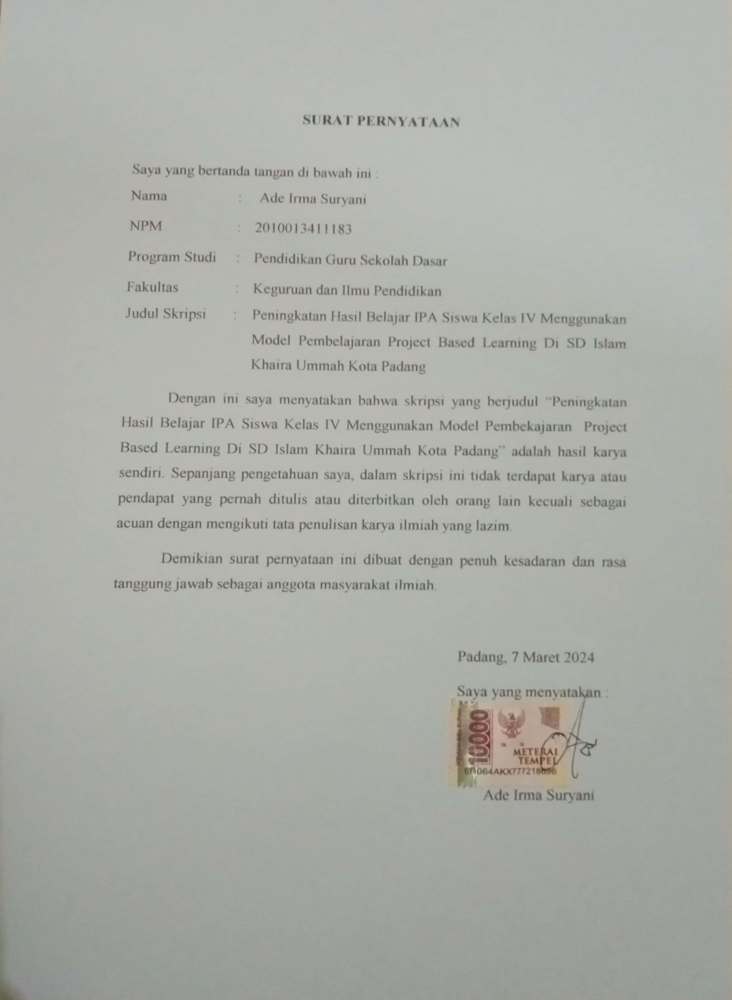 SURAT PERNYATAAN
Saya yang bertanda tangan di bawah ini :
Nama : Ade Irma Suryani
NPM : 2010013411183
Program Studi : Pendidikan Guru Sekolah Dasar
Fakultas : Keguruan dan Ilmu Pendidikan
Judul Skripsi : Peningkatan Hasil Belajar IPA Siswa Kelas IV Menggunakan
Model Pembelajaran Project Based Learning Di SD Islam
Khaira Ummah Kota Padang
Dengan ini saya menyatakan bahwa skripsi yang berjudul “Peningkatan
Hasil Belajar IPA Siswa Kelas IV Menggunakan Model Pembekajaran Project
Based Learning Di SD Islam Khaira Ummah Kota Padang” adalah hasil karya
sendiri. Sepanjang pengetahuan saya, dalam skripsi ini tidak terdapat karya atau
pendapat yang pernah ditulis atau diterbitkan oleh orang lain kecuali sebagai
acuan dengan mengikuti tata penulisan karya ilmiah yang lazim.
Demikian surat pernyataan ini dibuat dengan penuh kesadaran dan rasa
tanggung jawab sebagai anggota masyarakat ilmiah.
Padang, 7 Maret 2024
Saya yang menyatakan :
10000
METERAI
TEMPEL
Ade Irma Suryani